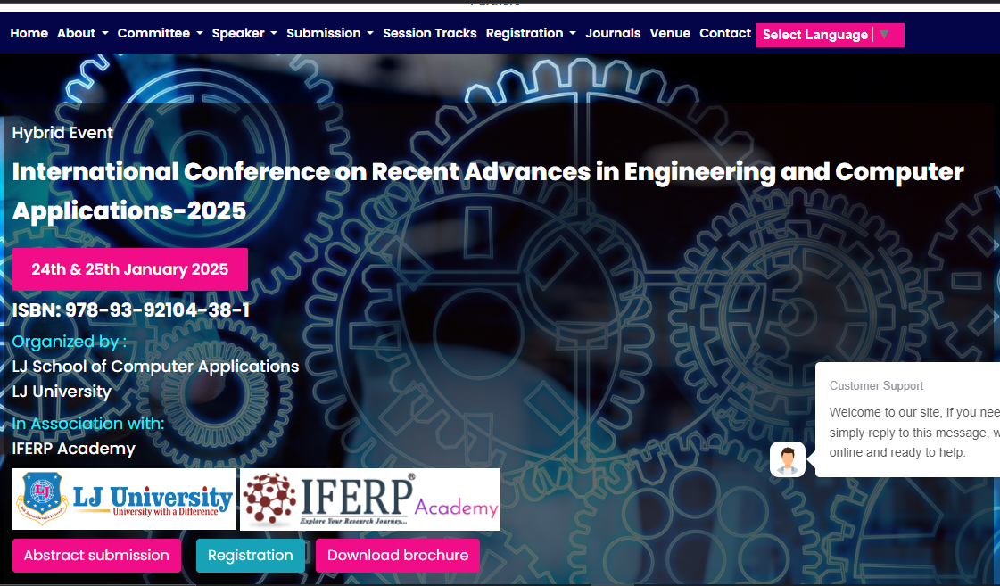 Home About Committee Speaker Submission Session Tracks Registration Journals Venue Contact Select Language ▼
Hybrid Event
International Conference on Recent Advances in Engineering and Computer
Applications-2025
24th & 25th January 2025
ISBN: 978-93-92104-38-1
Organized by :
LJ School of Computer Applications
LJ University
In Association with:
IFERP Academy
LJ
LJ University
University with a Difference
IFERP® Academy
Explore Your Research Journey...
Abstract submission Registration Download brochure
Customer Support
Welcome to our site, if you nee
simply reply to this message, w
online and ready to help.